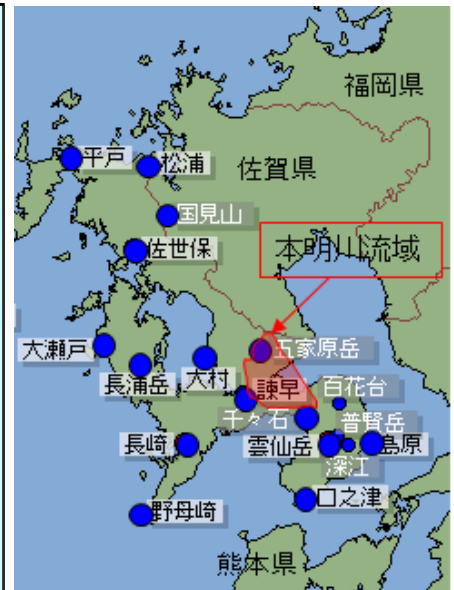 福岡県
平戸
松浦
佐賀県
国見山
佐世保
本明川流域
大瀬戸
長浦岳
大村
五家原岳
諫早
百花台
千々石
普賢岳
長崎
雲仙岳
島原
深江
口之津
野母崎
熊本県